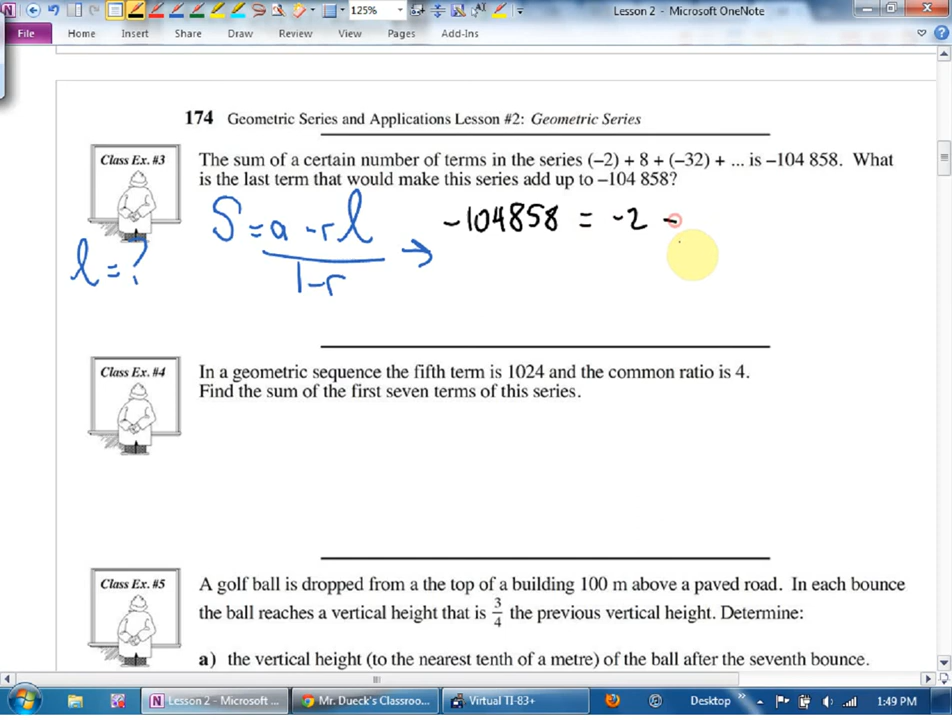 125%
Lesson 2 - Microsoft OneNote
File Home Insert Share Draw Review View Pages Add-Ins
174 Geometric Series and Applications Lesson #2: Geometric Series
Class Ex. #3
The sum of a certain number of terms in the series (−2) + 8 + (−32) + ... is −104 858. What
is the last term that would make this series add up to −104 858?
S = a - rl
1-r
→ -104858 = -2 -
l = ?
Class Ex. #4
In a geometric sequence the fifth term is 1024 and the common ratio is 4.
Find the sum of the first seven terms of this series.
Class Ex. #5
A golf ball is dropped from a the top of a building 100 m above a paved road. In each bounce
the ball reaches a vertical height that is 3/4 the previous vertical height. Determine:
a) the vertical height (to the nearest tenth of a metre) of the ball after the seventh bounce.
Lesson 2 - Microsoft ... Mr. Dueck's Classroo... Virtual TI-83+ Desktop 1:49 PM